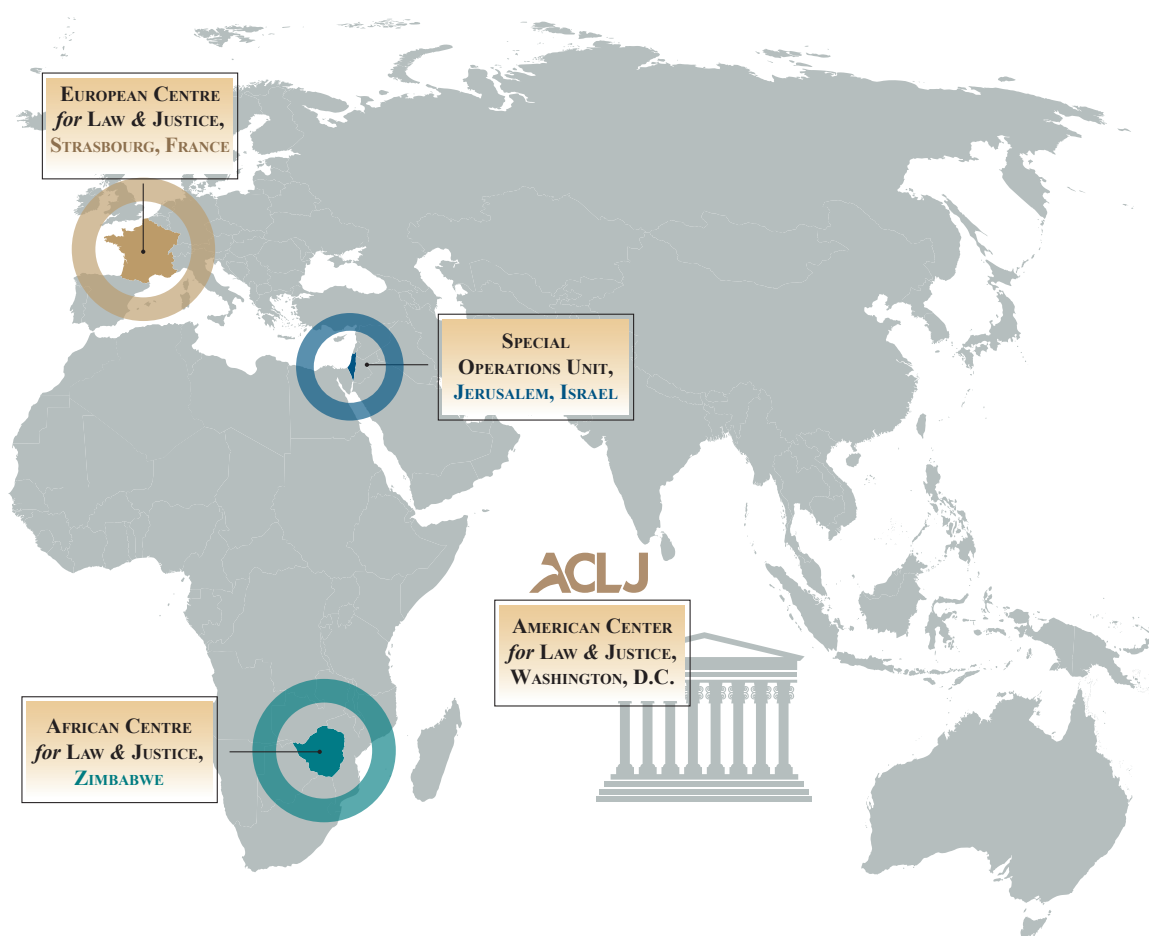 European Centre
for Law & Justice,
Strasbourg, France
Special
Operations Unit,
Jerusalem, Israel
ACLJ
American Center
for Law & Justice,
Washington, D.C.
African Centre
for Law & Justice,
Zimbabwe